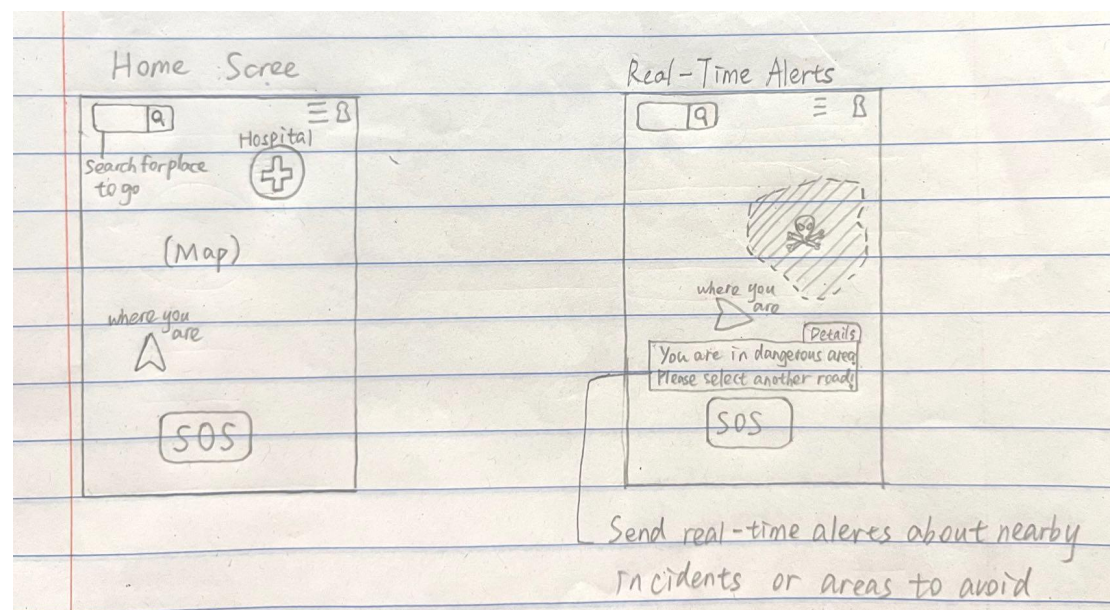 Home Scree
Hospital
Search for place
to go
(Map)
where you
are
SOS
Real-Time Alerts
where you
are
Details
You are in dangerous area
Please select another road!
SOS
Send real-time alerts about nearby
incidents or areas to avoid